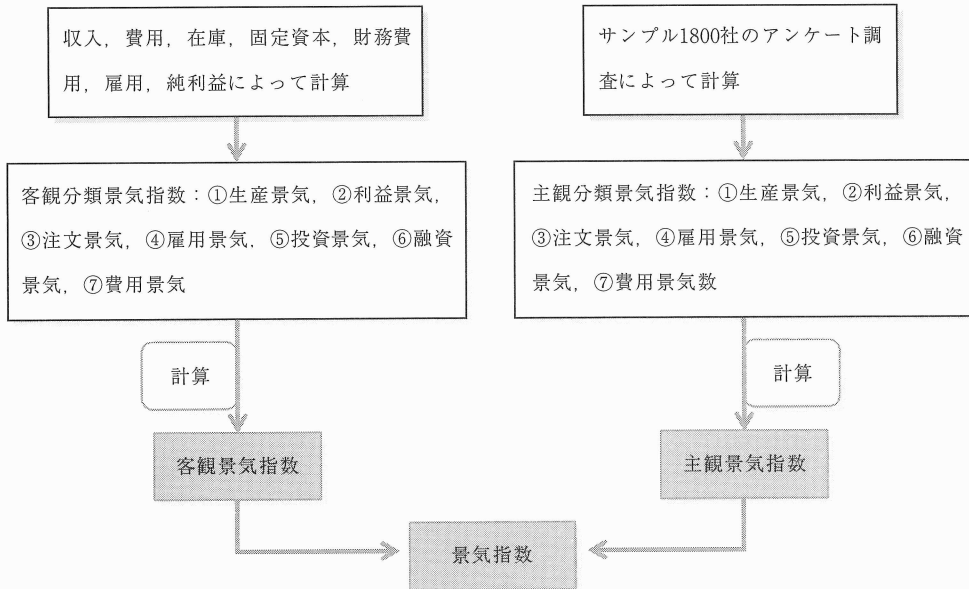 収入，費用，在庫，固定資本，財務費
用，雇用，純利益によって計算
サンプル1800社のアンケート調
査によって計算
客観分類景気指数：①生産景気，②利益景気，
③注文景気，④雇用景気，⑤投資景気，⑥融資
景気，⑦費用景気
主観分類景気指数：①生産景気，②利益景気，
③注文景気，④雇用景気，⑤投資景気，⑥融資
景気，⑦費用景気数
計算
計算
客観景気指数
主観景気指数
景気指数